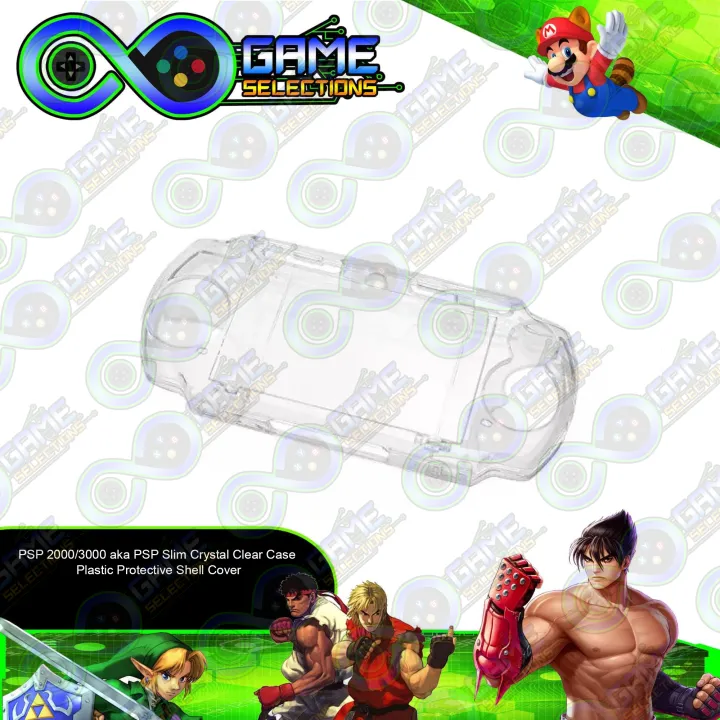 GAME
SELECTIONS
PSP 2000/3000 aka PSP Slim Crystal Clear Case
Plastic Protective Shell Cover